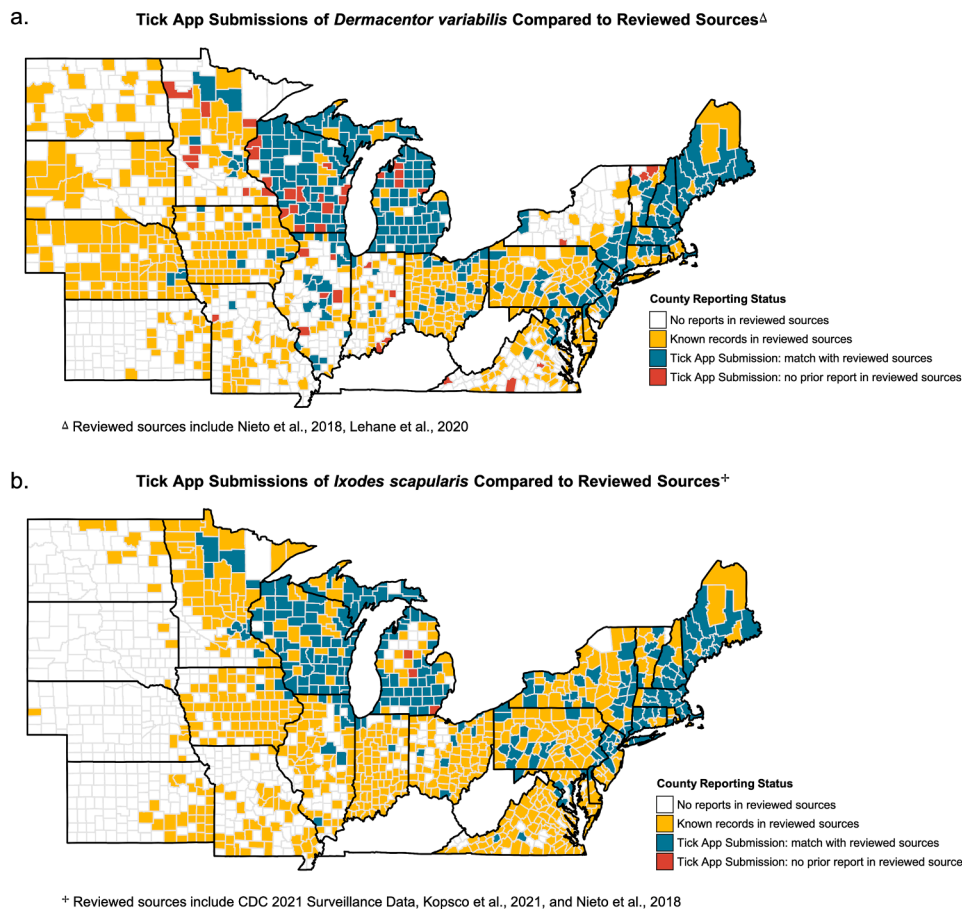 a.
Tick App Submissions of Dermacentor variabilis Compared to Reviewed Sources∆
County Reporting Status
No reports in reviewed sources
Known records in reviewed sources
Tick App Submission: match with reviewed sources
Tick App Submission: no prior report in reviewed sources
∆ Reviewed sources include Nieto et al., 2018, Lehane et al., 2020
b.
Tick App Submissions of Ixodes scapularis Compared to Reviewed Sources⁺
County Reporting Status
No reports in reviewed sources
Known records in reviewed sources
Tick App Submission: match with reviewed sources
Tick App Submission: no prior report in reviewed source
⁺ Reviewed sources include CDC 2021 Surveillance Data, Kopsco et al., 2021, and Nieto et al., 2018